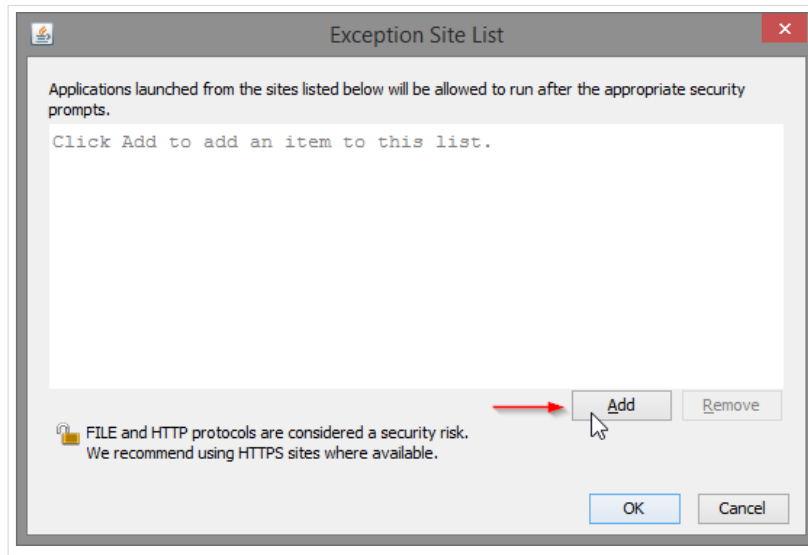 Exception Site List
Applications launched from the sites listed below will be allowed to run after the appropriate security
prompts.
Click Add to add an item to this list.
Add
Remove
FILE and HTTP protocols are considered a security risk.
We recommend using HTTPS sites where available.
OK
Cancel